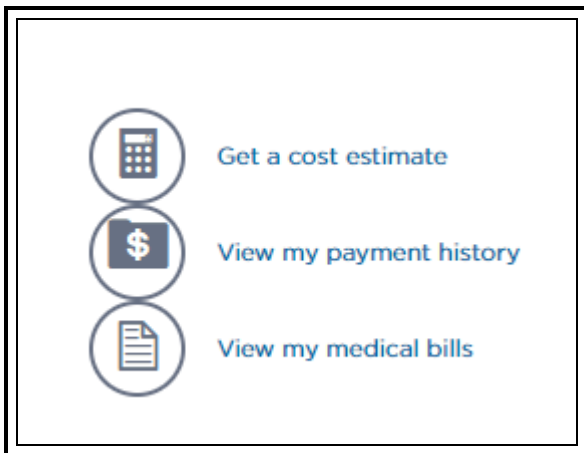 Get a cost estimate
$
View my payment history
View my medical bills